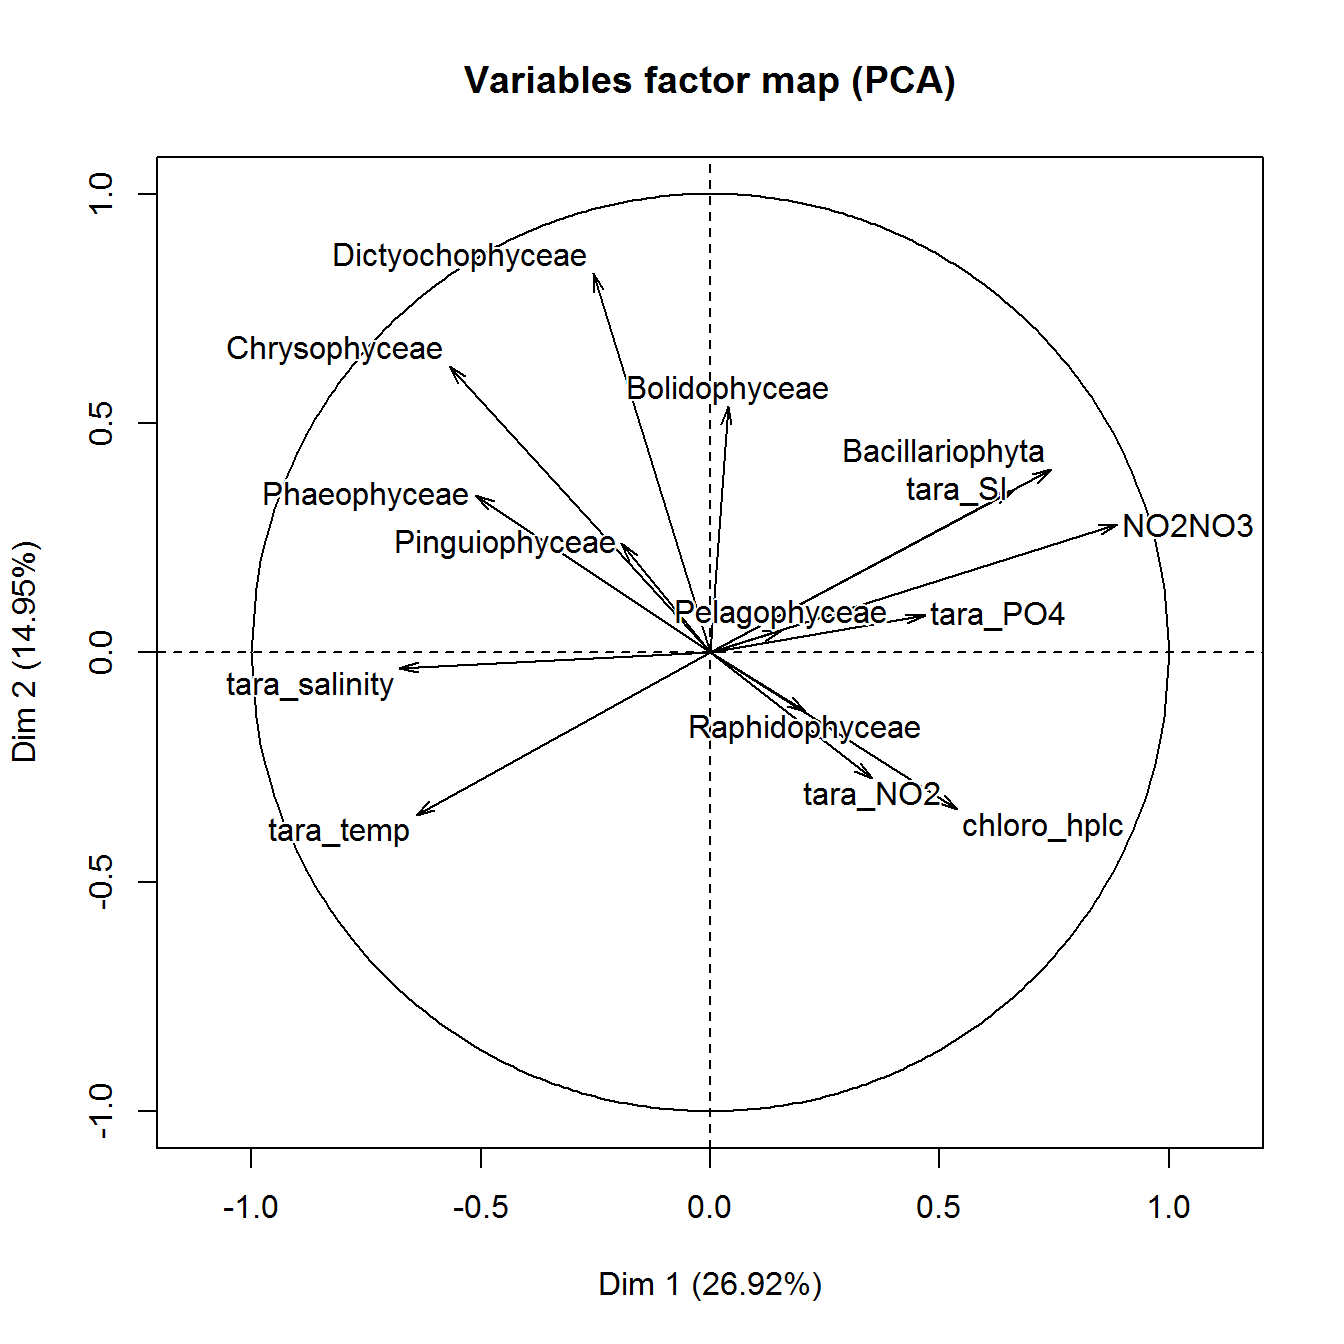 Variables factor map (PCA)
Dictyochophyceae
Chrysophyceae
Bolidophyceae
Bacillariophyta
tara_SI
Phaeophyceae
NO2NO3
Pinguiophyceae
Pelagophyceae
tara_PO4
tara_salinity
Raphidophyceae
tara_NO2
chloro_hplc
tara_temp
1.0
0.5
0.0
-0.5
-1.0
Dim 2 (14.95%)
-1.0 -0.5 0.0 0.5 1.0
Dim 1 (26.92%)